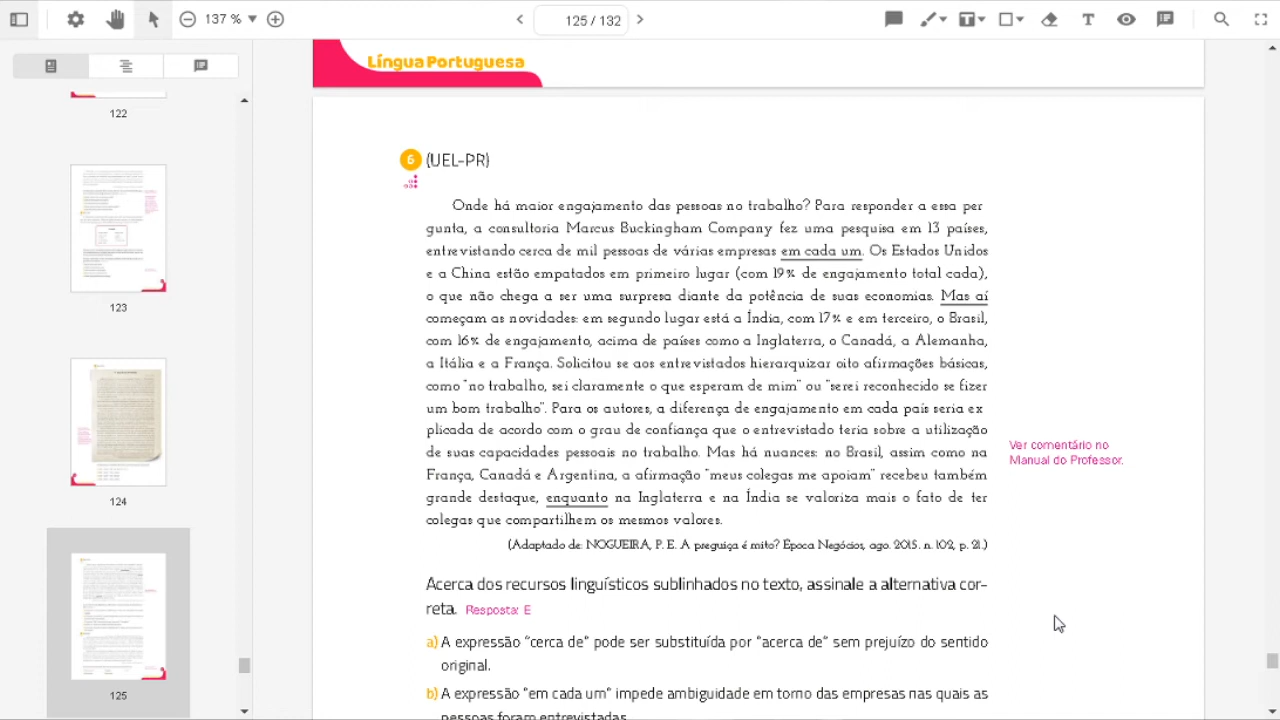 137 %
125 / 132
122
123
124
125
Língua Portuguesa
6 (UEL-PR)
Onde há maior engajamento das pessoas no trabalho? Para responder a essa per
gunta, a consultoria Marcus Buckingham Company fez uma pesquisa em 13 países,
entrevistando cerca de mil pessoas de várias empresas em cada um. Os Estados Unidos
e a China estão empatados em primeiro lugar (com 19% de engajamento total cada),
o que não chega a ser uma surpresa diante da potência de suas economias. Mas aí
começam as novidades: em segundo lugar está a Índia, com 17% e em terceiro, o Brasil,
com 16% de engajamento, acima de países como a Inglaterra, o Canadá, a Alemanha,
a Itália e a França. Solicitou se aos entrevistados hierarquizar oito afirmações básicas,
como "no trabalho, sei claramente o que esperam de mim" ou "serei reconhecido se fizer
um bom trabalho". Para os autores, a diferença de engajamento em cada país seria ex
plicada de acordo com o grau de confiança que o entrevistado teria sobre a utilização
de suas capacidades pessoais no trabalho. Mas há nuances: no Brasil, assim como na
França, Canadá e Argentina, a afirmação "meus colegas me apoiam" recebeu também
grande destaque, enquanto na Inglaterra e na Índia se valoriza mais o fato de ter
colegas que compartilhem os mesmos valores.
(Adaptado de: NOGUEIRA, P. E. A preguiça é mito? Época Negócios, ago. 2015. n. 102, p. 21.)
Ver comentário no
Manual do Professor.
Acerca dos recursos linguísticos sublinhados no texto, assinale a alternativa cor-
reta. Resposta: E
a) A expressão "cerca de" pode ser substituída por "acerca de" sem prejuízo do sentido
original.
b) A expressão "em cada um" impede ambiguidade em torno das empresas nas quais as
pessoas foram entrevistadas.